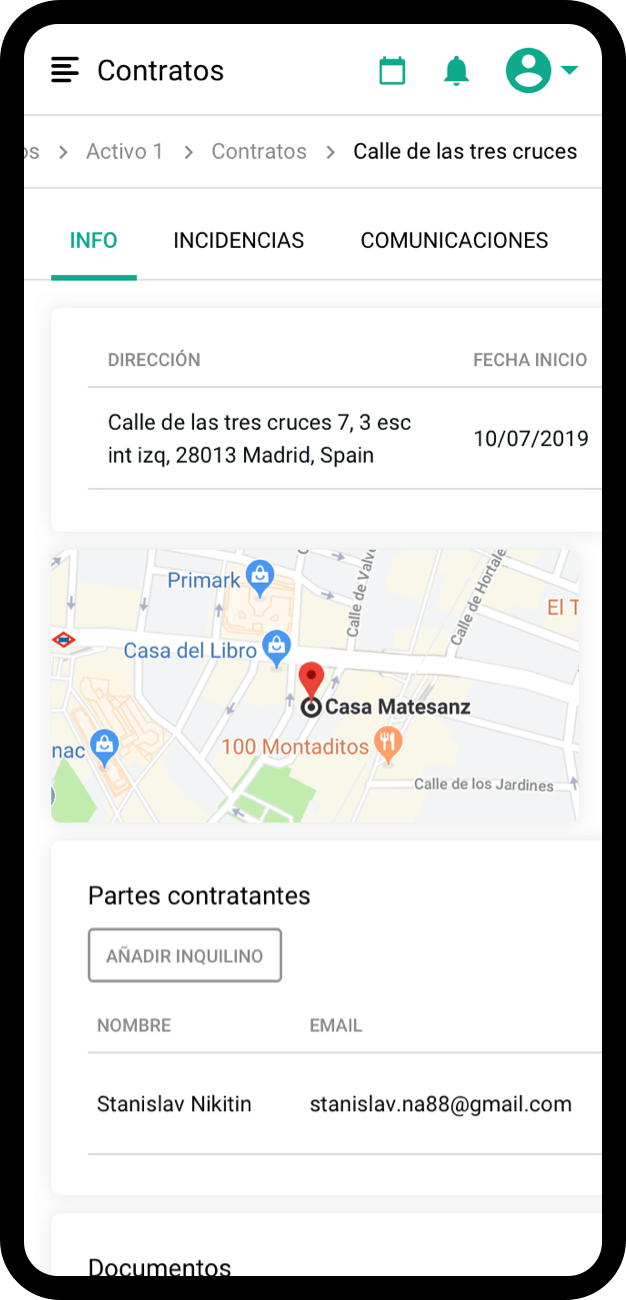 Contratos
os > Activo 1 > Contratos > Calle de las tres cruces
INFO INCIDENCIAS COMUNICACIONES
DIRECCIÓN FECHA INICIO
Calle de las tres cruces 7, 3 esc
int izq, 28013 Madrid, Spain
10/07/2019
Primark
Calle de Valv
Calle de Hortale
El T
Casa del Libro
Casa Matesanz
100 Montaditos
nac
Calle de los Jardines
Partes contratantes
AÑADIR INQUILINO
NOMBRE EMAIL
Stanislav Nikitin stanislav.na88@gmail.com
Documentos